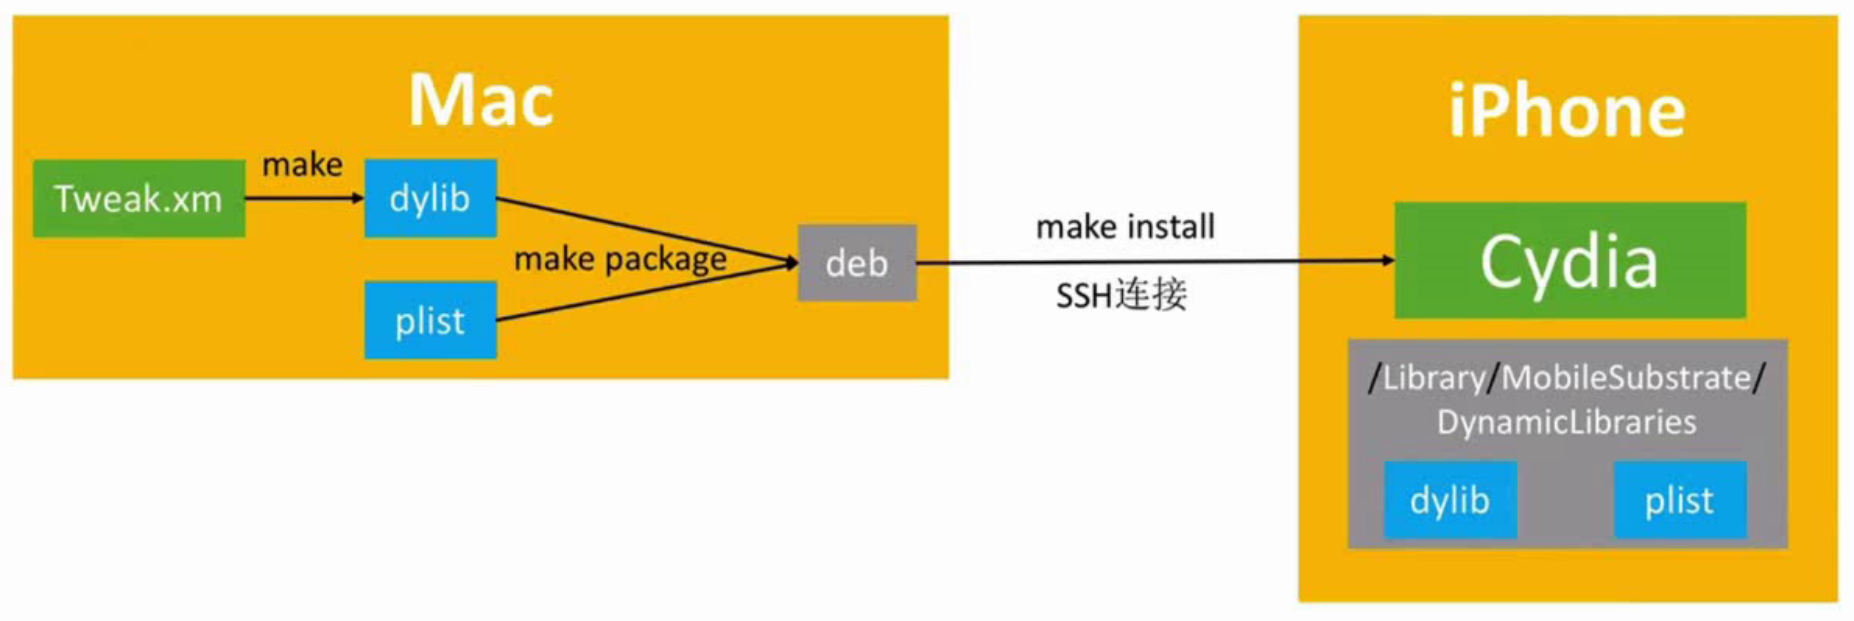 Mac
Tweak.xm
make
dylib
make package
plist
deb
make install
SSH连接
iPhone
Cydia
/Library/MobileSubstrate/
DynamicLibraries
dylib
plist